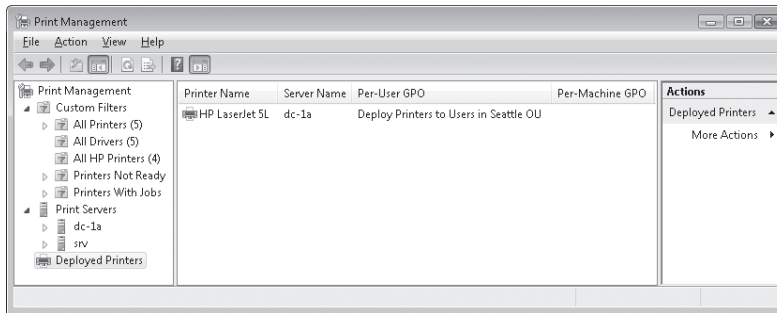 Print Management
File Action View Help
Print Management
Custom Filters
All Printers (5)
All Drivers (5)
All HP Printers (4)
Printers Not Ready
Printers With Jobs
Print Servers
dc-1a
srv
Deployed Printers
Printer Name Server Name Per-User GPO Per-Machine GPO
HP LaserJet 5L dc-1a Deploy Printers to Users in Seattle OU
Actions
Deployed Printers
More Actions